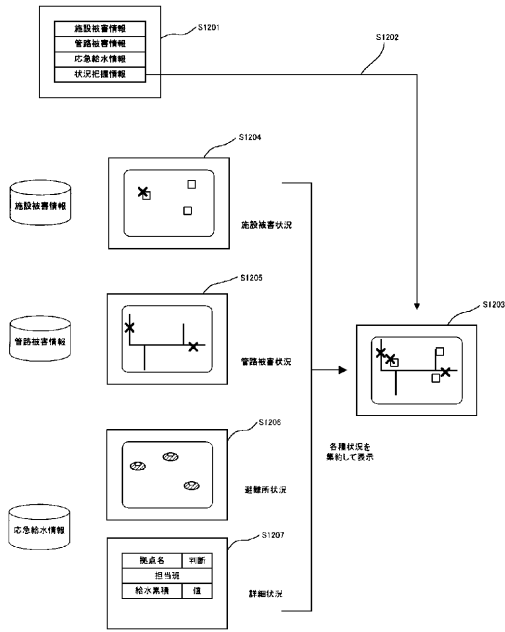 施設被害情報
管路被害情報
応急給水情報
状況把握情報
S1201
S1202
S1204
施設被害情報
施設被害状況
S1205
管路被害情報
管路被害状況
S1203
各種状況を
集約して表示
S1206
避難所状況
応急給水情報
S1207
拠点名 判断
担当班
給水累積 値
詳細状況